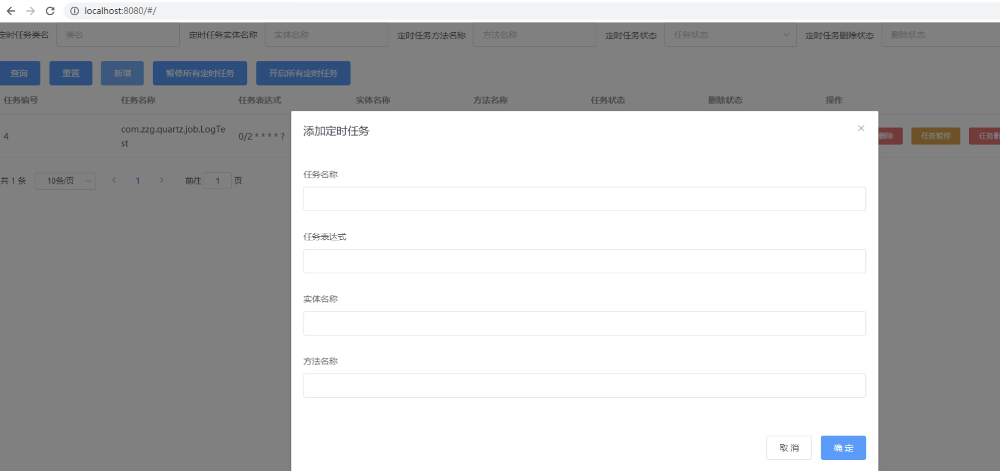 localhost:8080/#/
定时任务类名 类名 定时任务实体名称 实体名称 定时任务方法名称 方法名称 定时任务状态 任务状态 定时任务删除状态 删除状态
查询 重置 新增 暂停所有定时任务 开启所有定时任务
任务编号 任务名称 任务表达式 实体名称 方法名称 任务状态 删除状态 操作
4 com.zzg.quartz.job.LogTe
st 0/2 * * * * ? 删除 任务暂停 任务删
共 1 条 10条/页 1 前往 1 页
添加定时任务
任务名称
任务表达式
实体名称
方法名称
取 消 确 定